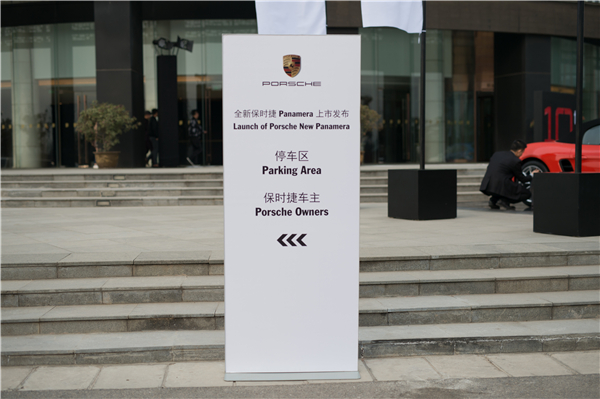 PORSCHE
全新保时捷 Panamera 上市发布
Launch of Porsche New Panamera
停车区
Parking Area
保时捷车主
Porsche Owners